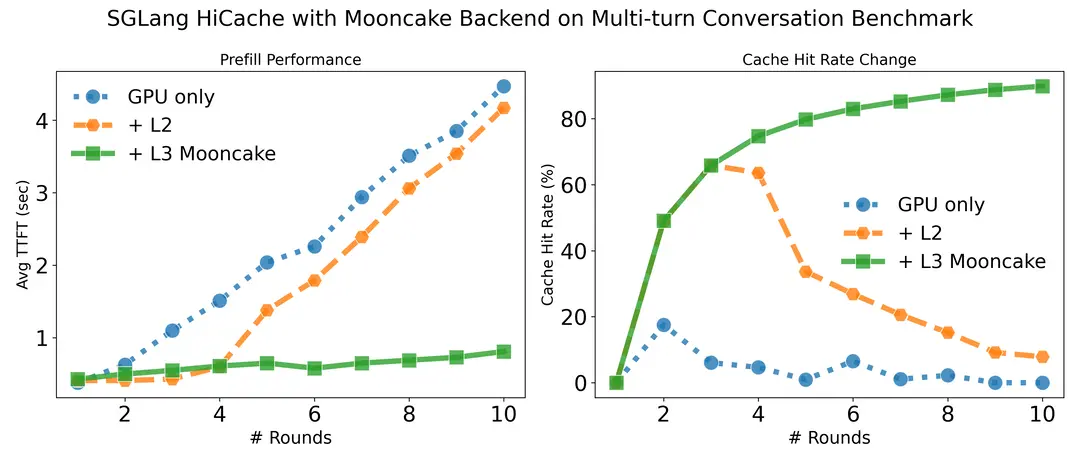 SGLang HiCache with Mooncake Backend on Multi-turn Conversation Benchmark
Prefill Performance
GPU only
+ L2
+ L3 Mooncake
Avg TTFT (sec)
4
3
2
1
2
4
6
8
10
# Rounds
Cache Hit Rate Change
GPU only
+ L2
+ L3 Mooncake
Cache Hit Rate (%)
80
60
40
20
0
2
4
6
8
10
# Rounds